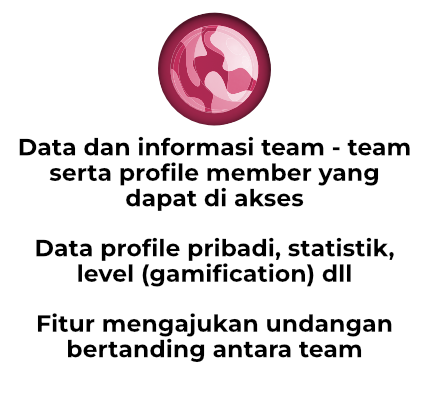 Data dan informasi team - team
serta profile member yang
dapat di akses
Data profile pribadi, statistik,
level (gamification) dll
Fitur mengajukan undangan
bertanding antara team